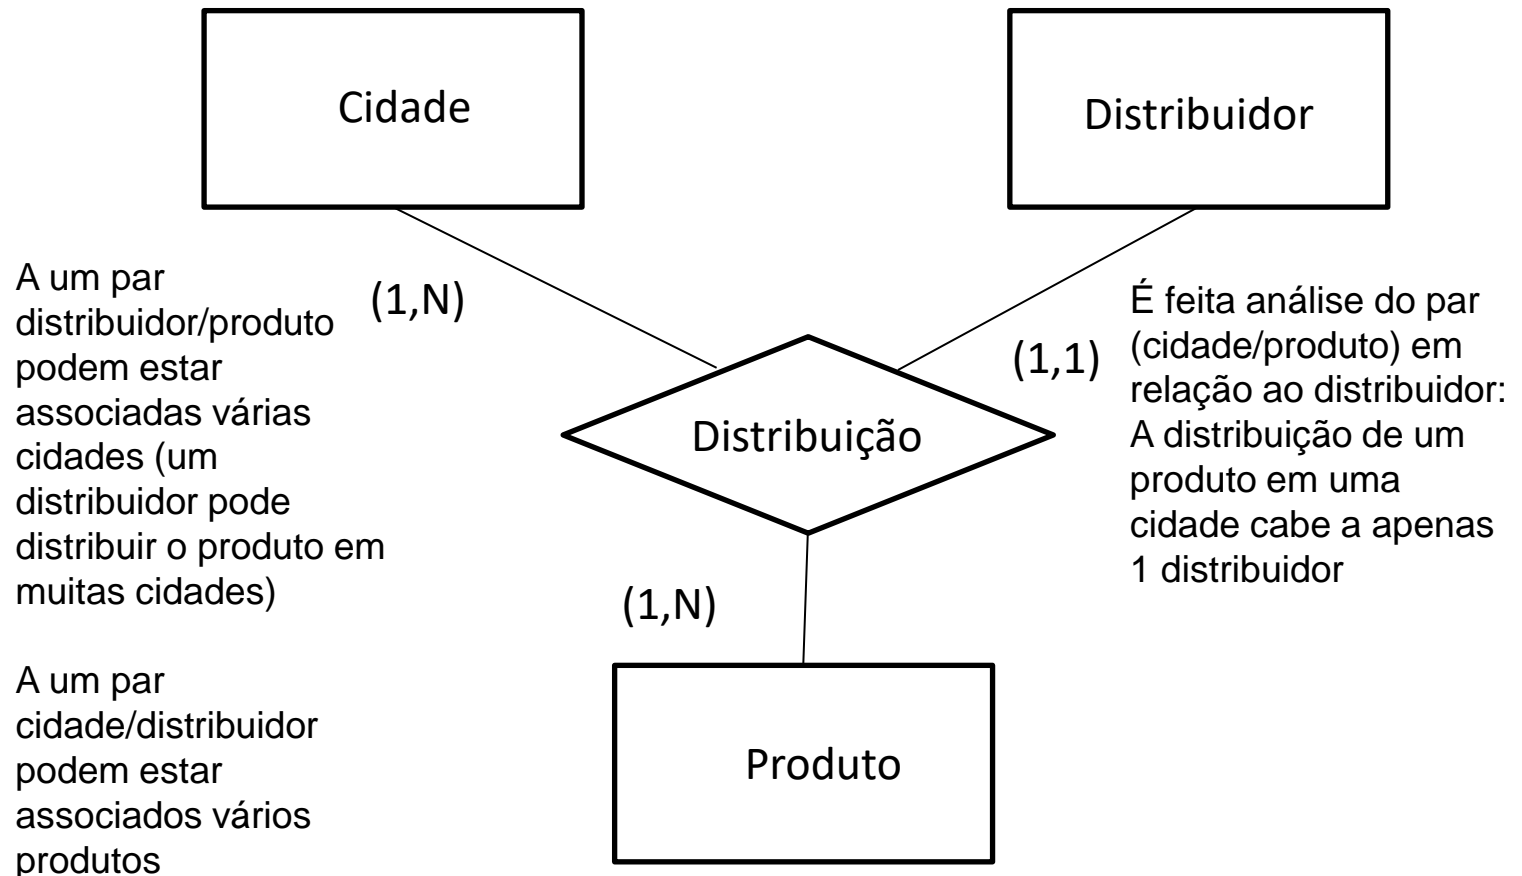 Cidade
Distribuidor
A um par
distribuidor/produto
podem estar
associadas várias
cidades (um
distribuidor pode
distribuir o produto em
muitas cidades)
(1,N)
(1,1)
É feita análise do par
(cidade/produto) em
relação ao distribuidor:
A distribuição de um
produto em uma
cidade cabe a apenas
1 distribuidor
Distribuição
(1,N)
A um par
cidade/distribuidor
podem estar
associados vários
produtos
Produto